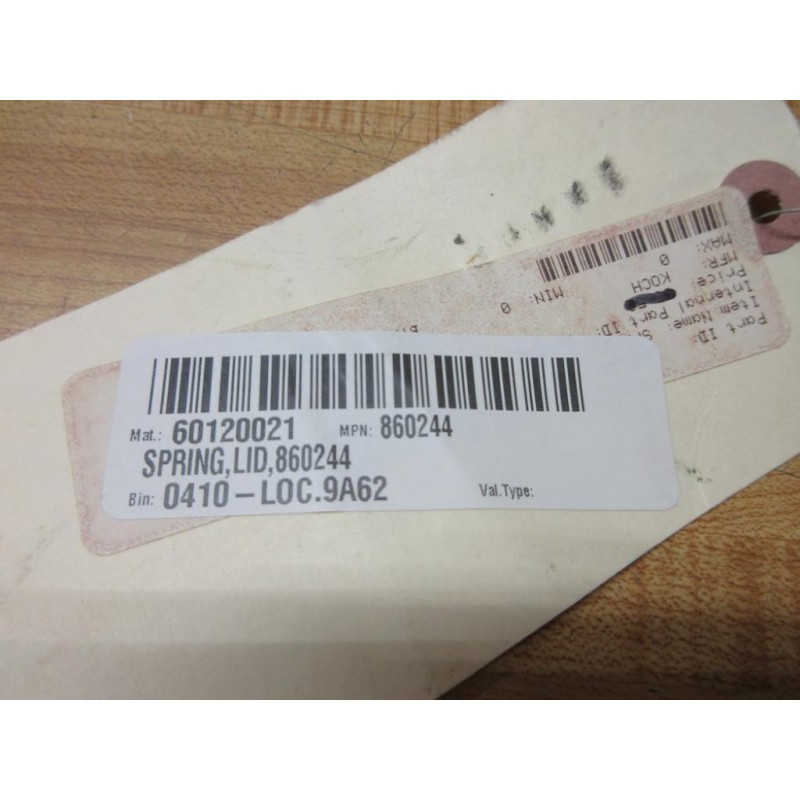 Mat.: 60120021 MPN: 860244
SPRING,LID,860244
Bin: 0410-LOC.9A62 Val.Type:
Part ID:
Item Name:
Internal Part ID:
Price:
MFR: KOCH
MAX: 0 MIN: 0